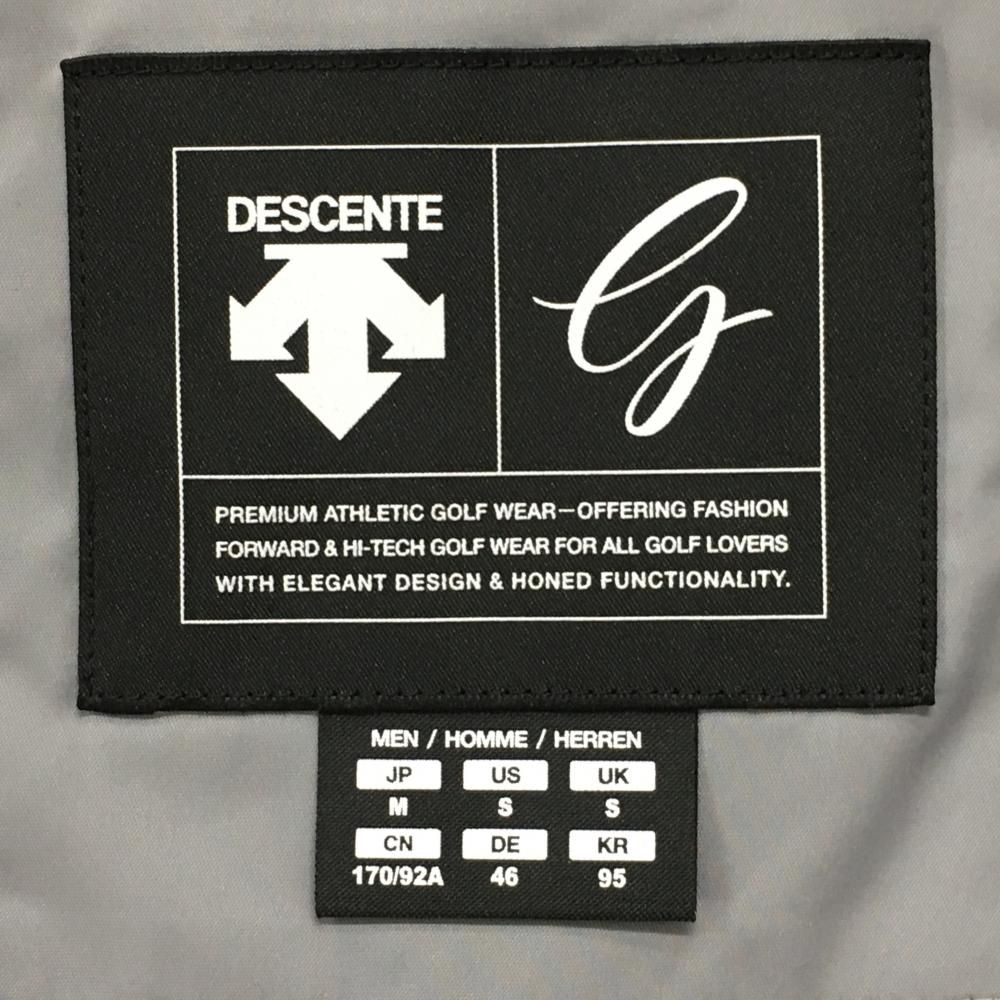 DESCENTE
G
PREMIUM ATHLETIC GOLF WEAR—OFFERING FASHION
FORWARD & HI-TECH GOLF WEAR FOR ALL GOLF LOVERS
WITH ELEGANT DESIGN & HONED FUNCTIONALITY.
MEN / HOMME / HERREN
JP US UK
M S S
CN DE KR
170/92A 46 95